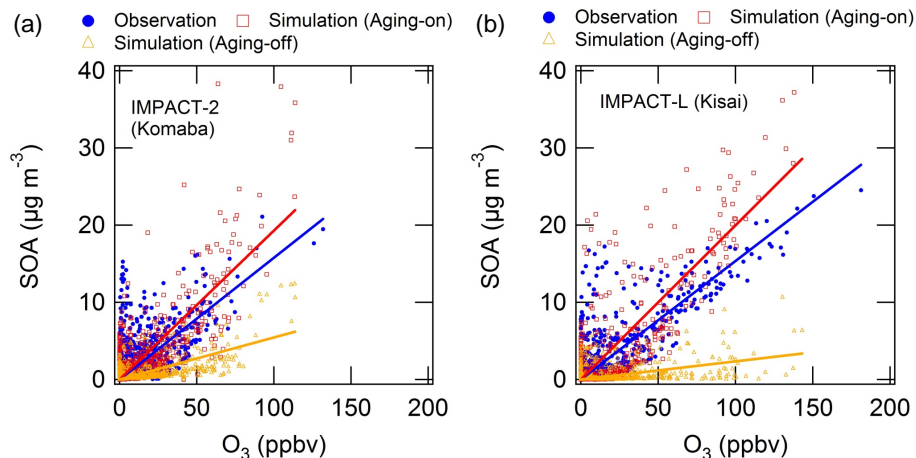 (a)
Observation
Simulation (Aging-on)
Simulation (Aging-off)
40
30
20
10
0
SOA (µg m⁻³)
IMPACT-2
(Komaba)
0 50 100 150 200
O₃ (ppbv)
(b)
Observation
Simulation (Aging-on)
Simulation (Aging-off)
40
30
20
10
0
SOA (µg m⁻³)
IMPACT-L (Kisai)
0 50 100 150 200
O₃ (ppbv)